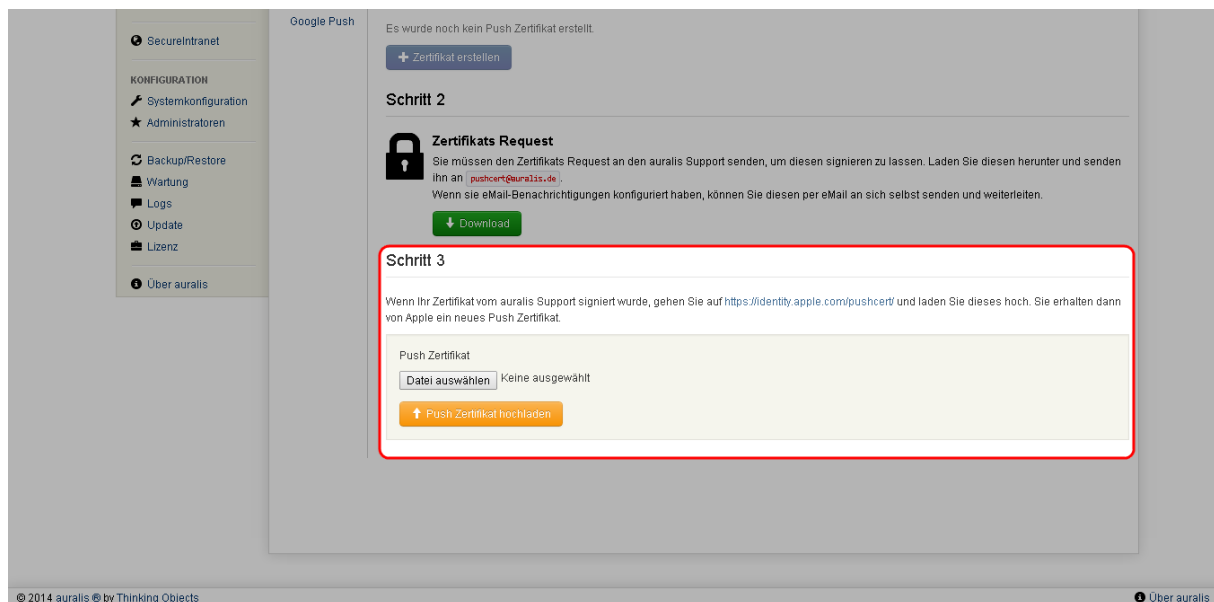 SecureIntranet
KONFIGURATION
Systemkonfiguration
Administratoren
Backup/Restore
Wartung
Logs
Update
Lizenz
Über auralis
Google Push
Es wurde noch kein Push Zertifikat erstellt.
Zertifikat erstellen
Schritt 2
Zertifikats Request
Sie müssen den Zertifikats Request an den auralis Support senden, um diesen signieren zu lassen. Laden Sie diesen herunter und senden
ihn an pushcert@auralis.de.
Wenn sie eMail-Benachrichtigungen konfiguriert haben, können Sie diesen per eMail an sich selbst senden und weiterleiten.
Download
Schritt 3
Wenn Ihr Zertifikat vom auralis Support signiert wurde, gehen Sie auf https://identity.apple.com/pushcert/ und laden Sie dieses hoch. Sie erhalten dann
von Apple ein neues Push Zertifikat.
Push Zertifikat
Datei auswählen Keine ausgewählt
Push Zertifikat hochladen
© 2014 auralis ® by Thinking Objects
Über auralis